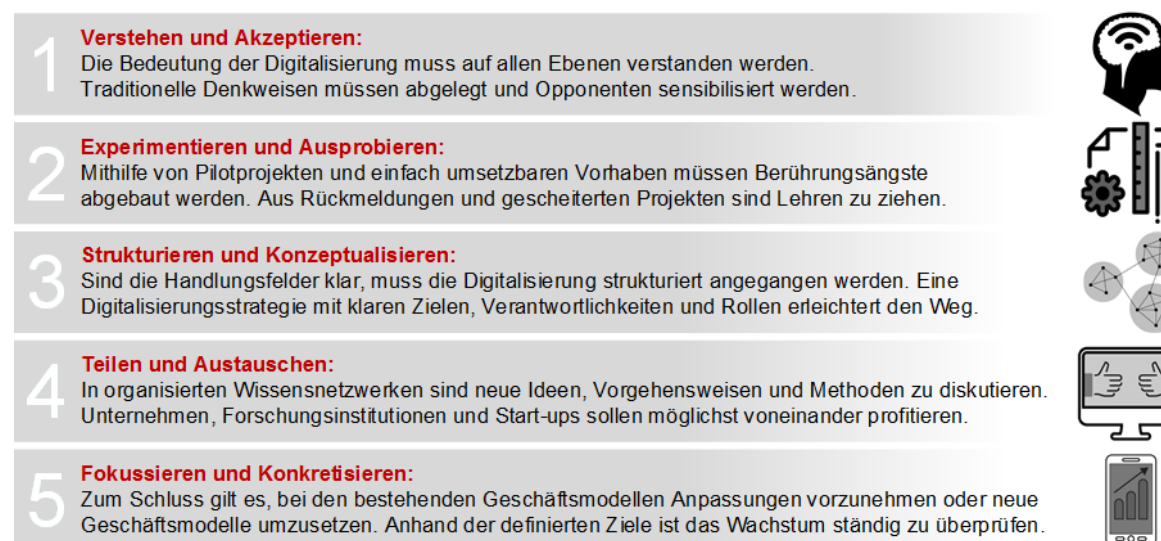 1
Verstehen und Akzeptieren:
Die Bedeutung der Digitalisierung muss auf allen Ebenen verstanden werden.
Traditionelle Denkweisen müssen abgelegt und Opponenten sensibilisiert werden.
2
Experimentieren und Ausprobieren:
Mithilfe von Pilotprojekten und einfach umsetzbaren Vorhaben müssen Berührungsängste
abgebaut werden. Aus Rückmeldungen und gescheiterten Projekten sind Lehren zu ziehen.
3
Strukturieren und Konzeptualisieren:
Sind die Handlungsfelder klar, muss die Digitalisierung strukturiert angegangen werden. Eine
Digitalisierungsstrategie mit klaren Zielen, Verantwortlichkeiten und Rollen erleichtert den Weg.
4
Teilen und Austauschen:
In organisierten Wissensnetzwerken sind neue Ideen, Vorgehensweisen und Methoden zu diskutieren.
Unternehmen, Forschungsinstitutionen und Start-ups sollen möglichst voneinander profitieren.
5
Fokussieren und Konkretisieren:
Zum Schluss gilt es, bei den bestehenden Geschäftsmodellen Anpassungen vorzunehmen oder neue
Geschäftsmodelle umzusetzen. Anhand der definierten Ziele ist das Wachstum ständig zu überprüfen.